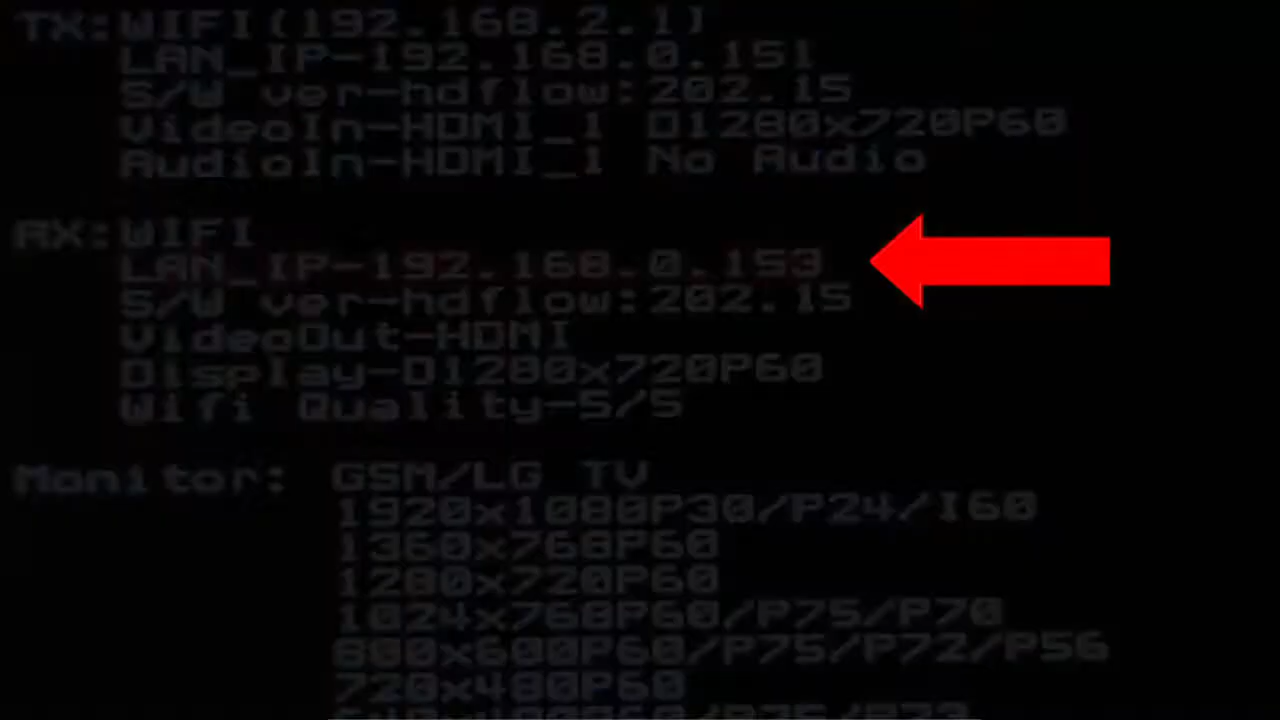 TX:WIFI(192.168.2.1)
LAN_IP-192.168.0.151
S/W ver-hdflow:202.15
VideoIn-HDMI_1 D1280x720P60
AudioIn-HDMI_1 No Audio
RX:WIFI
LAN_IP-192.168.0.153
S/W ver-hdflow:202.15
VideoOut-HDMI
Display-D1280x720P60
Wifi Quality-5/5
Monitor: GSM/LG TV
1920x1080P30/P24/I60
1360x768P60
1280x720P60
1024x768P60/P75/P70
800x600P60/P75/P72/P56
720x480P60